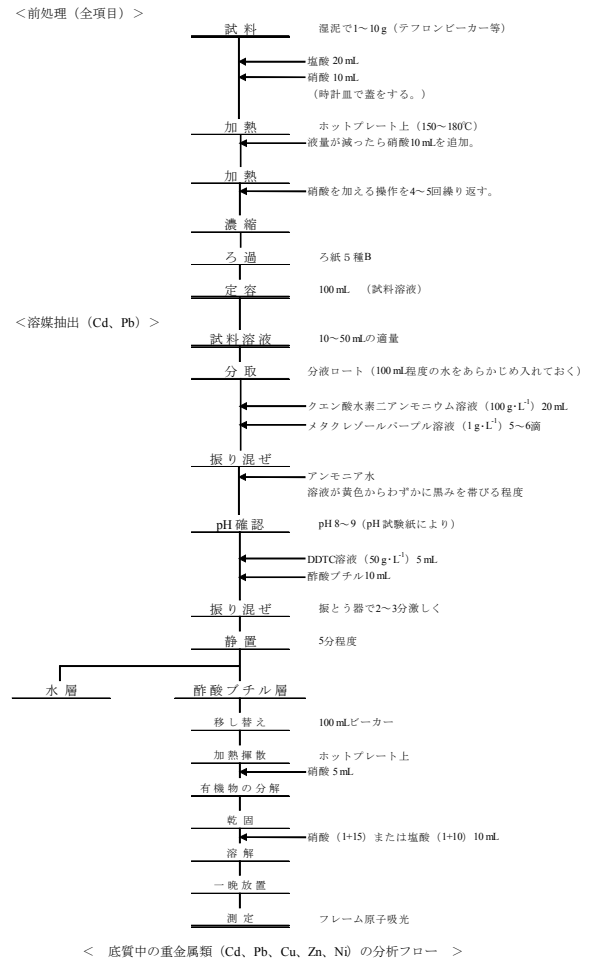 ＜前処理（全項目）＞
試料 湿泥で1～10 g（テフロンビーカー等）
塩酸 20 mL
硝酸 10 mL
（時計皿で蓋をする。）
加熱 ホットプレート上（150～180℃）
液量が減ったら硝酸10 mLを追加。
加熱
硝酸を加える操作を4～5回繰り返す。
濃縮
ろ過 ろ紙５種B
定容 100 mL （試料溶液）
＜溶媒抽出（Cd、Pb）＞
試料溶液 10～50 mLの適量
分取 分液ロート（100 mL程度の水をあらかじめ入れておく）
クエン酸水素二アンモニウム溶液（100 g･L⁻¹）20 mL
メタクレゾールパープル溶液（1 g･L⁻¹）5～6滴
振り混ぜ
アンモニア水
溶液が黄色からわずかに黒みを帯びる程度
pH確認 pH 8～9（pH 試験紙により）
DDTC溶液（50 g･L⁻¹）5 mL
酢酸ブチル10 mL
振り混ぜ 振とう器で2～3分激しく
静置 5分程度
水層 酢酸ブチル層
移し替え 100 mLビーカー
加熱揮散 ホットプレート上
硝酸 5 mL
有機物の分解
乾固
硝酸（1+15）または塩酸（1+10）10 mL
溶解
一晩放置
測定 フレーム原子吸光
＜ 底質中の重金属類（Cd、Pb、Cu、Zn、Ni）の分析フロー ＞